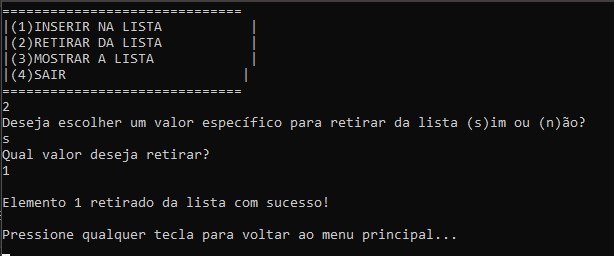 ==============================
|(1)INSERIR NA LISTA           |
|(2)RETIRAR DA LISTA           |
|(3)MOSTRAR A LISTA            |
|(4)SAIR                      |
==============================
2
Deseja escolher um valor específico para retirar da lista (s)im ou (n)ão?
s
Qual valor deseja retirar?
1
Elemento 1 retirado da lista com sucesso!
Pressione qualquer tecla para voltar ao menu principal...